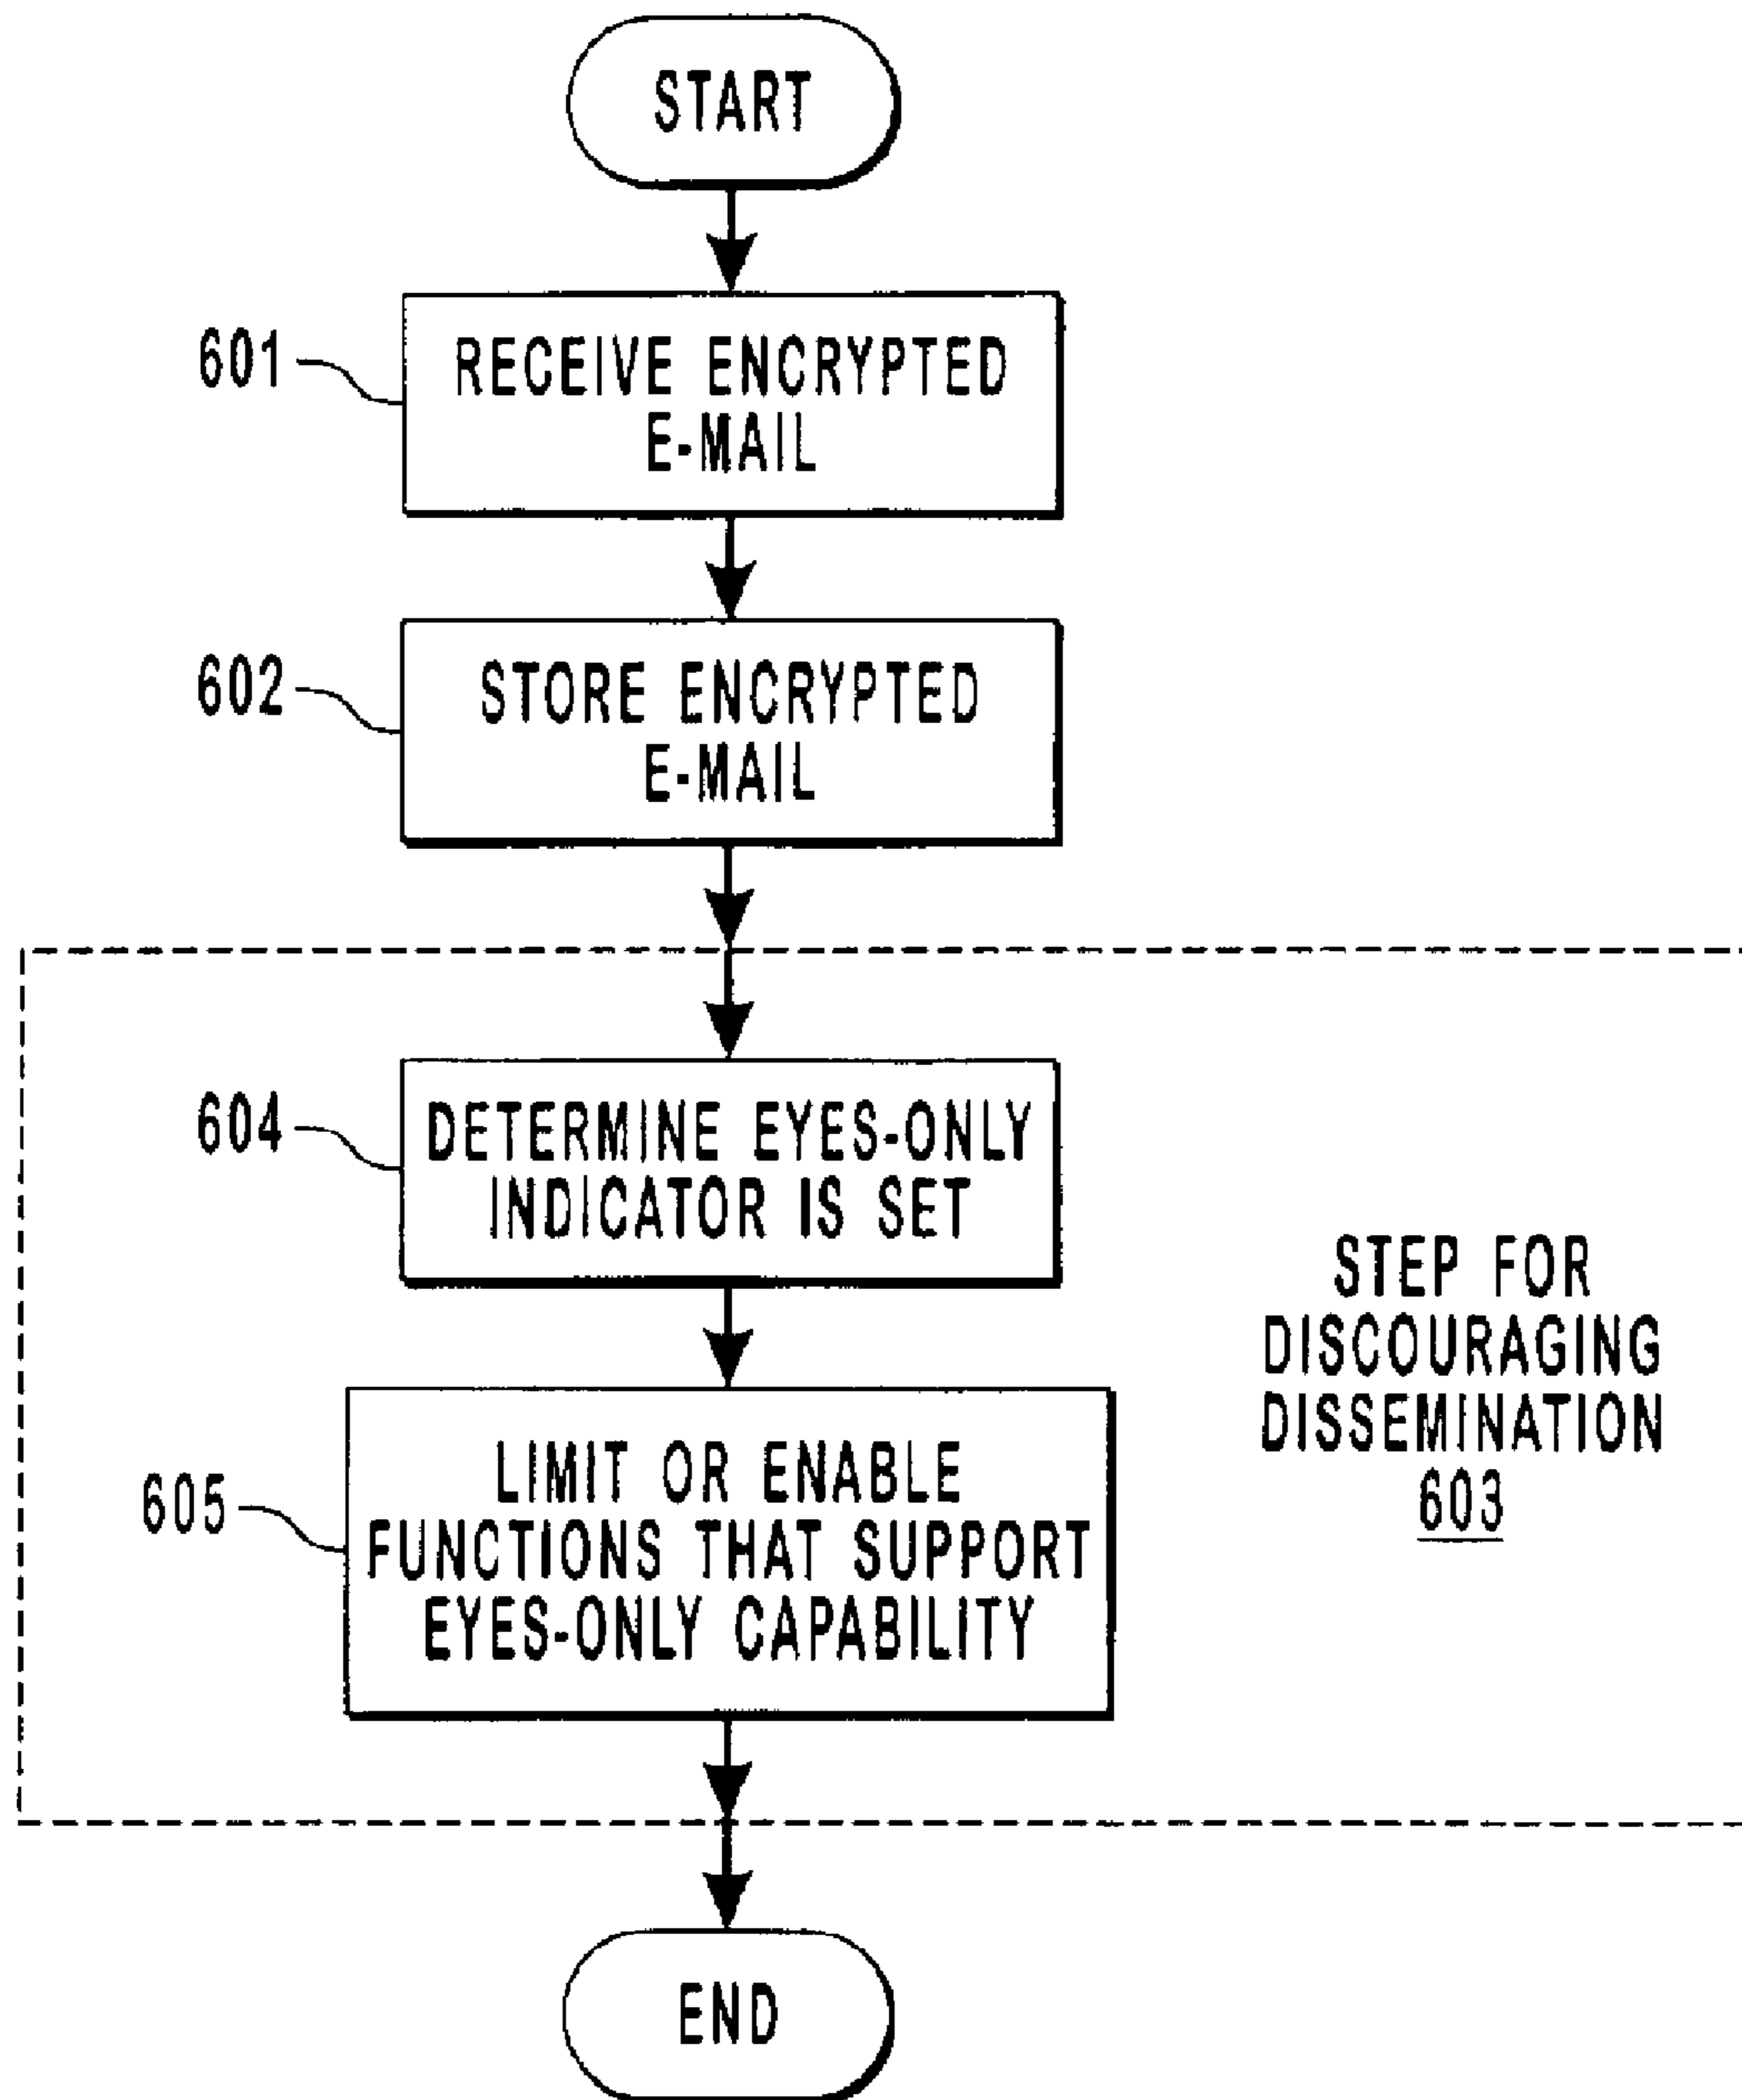 START
601
RECEIVE ENCRYPTED
E-MAIL
602
STORE ENCRYPTED
E-MAIL
604
DETERMINE EYES-ONLY
INDICATOR IS SET
STEP FOR
DISCOURAGING
DISSEMINATION
603
605
LIMIT OR ENABLE
FUNCTIONS THAT SUPPORT
EYES-ONLY CAPABILITY
END